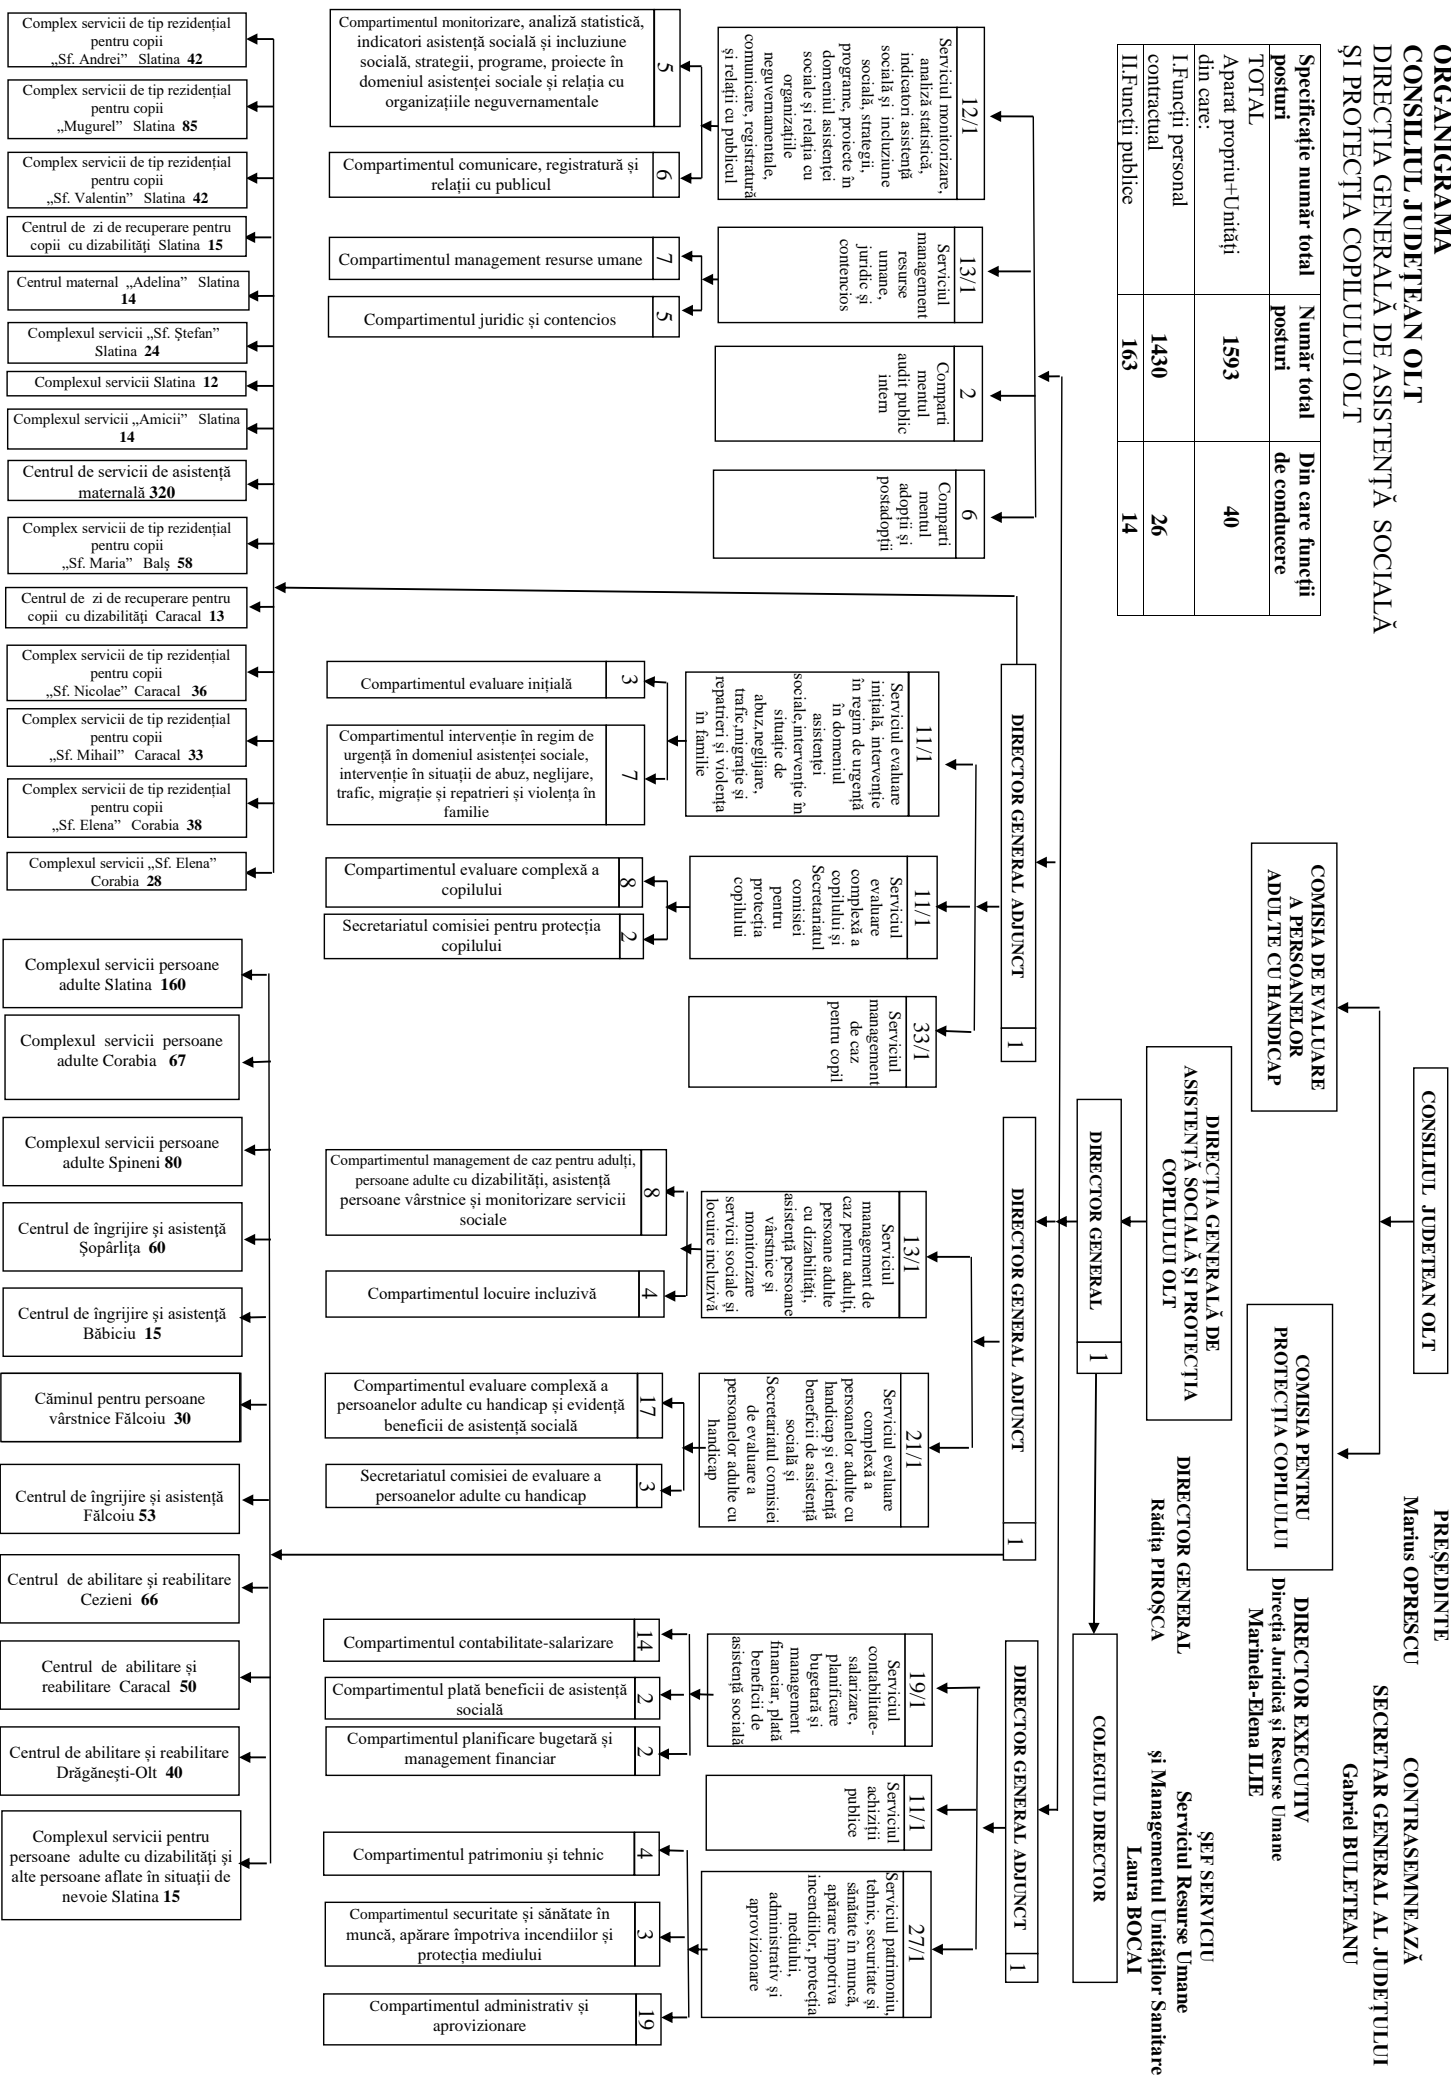 ORGANIGRAMA
CONSILIUL JUDEȚEAN OLT
DIRECȚIA GENERALĂ DE ASISTENȚĂ SOCIALĂ
ȘI PROTECȚIA COPILULUI OLT
Specificație număr total
posturi
Număr total
posturi
Din care funcții
de conducere
TOTAL
Aparat propriu+Unități
din care:
1593
40
I.Funcții personal
contractual
1430
26
II.Funcții publice
163
14
PREȘEDINTE
Marius OPRESCU
CONTRASEMNEAZĂ
SECRETAR GENERAL AL JUDEȚULUI
Gabriel BULETEANU
DIRECTOR EXECUTIV
Direcția Juridică și Resurse Umane
Marinela-Elena ILIE
DIRECTOR GENERAL
Rădița PIROȘCA
ȘEF SERVICIU
Serviciul Resurse Umane
și Managementul Unităților Sanitare
Laura BOCAI
CONSILIUL JUDEȚEAN OLT
COMISIA DE EVALUARE
A PERSOANELOR
ADULTE CU HANDICAP
COMISIA PENTRU
PROTECȚIA COPILULUI
DIRECȚIA GENERALĂ DE
ASISTENȚĂ SOCIALĂ ȘI PROTECȚIA
COPILULUI OLT
DIRECTOR GENERAL
1
COLEGIUL DIRECTOR
DIRECTOR GENERAL ADJUNCT
1
DIRECTOR GENERAL ADJUNCT
1
DIRECTOR GENERAL ADJUNCT
1
12/1
Serviciul monitorizare,
analiză statistică,
indicatori asistență
socială și incluziune
socială, strategii,
programe, proiecte în
domeniul asistenței
sociale și relația cu
organizațiile
neguvernamentale,
comunicare, registratură
și relații cu publicul
13/1
Serviciul
management
resurse
umane,
juridic și
contencios
2
Comparti
mentul
audit public
intern
6
Comparti
mentul
adopții și
postadopții
11/1
Serviciul evaluare
inițială, intervenție
în regim de urgență
în domeniul
asistenței
sociale,intervenție în
situație de
abuz,neglijare,
trafic,migrație și
repatrieri și violența
în familie
11/1
Serviciul
evaluare
complexă a
copilului și
Secretariatul
comisiei
pentru
protecția
copilului
33/1
Serviciul
management
de caz
pentru copil
13/1
Serviciul
management de
caz pentru adulți,
persoane adulte
cu dizabilități,
asistență persoane
vârstnice și
monitorizare
servicii sociale și
locuire incluzivă
21/1
Serviciul evaluare
complexă a
persoanelor adulte cu
handicap și evidență
beneficii de asistență
socială și
Secretariatul comisiei
de evaluare a
persoanelor adulte cu
handicap
19/1
Serviciul
contabilitate-
salarizare,
planificare
bugetară și
management
financiar, plată
beneficii de
asistență socială
11/1
Serviciul
achiziții
publice
27/1
Serviciul patrimoniu,
tehnic, securitate și
sănătate în muncă,
apărare împotriva
incendiilor, protecția
mediului,
administrativ și
aprovizionare
Compartimentul monitorizare, analiză statistică,
indicatori asistență socială și incluziune
socială, strategii, programe, proiecte în
domeniul asistenței sociale și relația cu
organizațiile neguvernamentale
5
Compartimentul comunicare, registratură și
relații cu publicul
6
Compartimentul management resurse umane
7
Compartimentul juridic și contencios
5
Compartimentul evaluare inițială
3
Compartimentul intervenție în regim de
urgență în domeniul asistenței sociale,
intervenție în situații de abuz, neglijare,
trafic, migrație și repatrieri și violența în
familie
7
Compartimentul evaluare complexă a
copilului
8
Secretariatul comisiei pentru protecția
copilului
2
Compartimentul management de caz pentru adulți,
persoane adulte cu dizabilități, asistență
persoane vârstnice și monitorizare servicii
sociale
8
Compartimentul locuire incluzivă
4
Compartimentul evaluare complexă a
persoanelor adulte cu handicap și evidență
beneficii de asistență socială
17
Secretariatul comisiei de evaluare a
persoanelor adulte cu handicap
3
Compartimentul contabilitate-salarizare
14
Compartimentul plată beneficii de asistență
socială
2
Compartimentul planificare bugetară și
management financiar
2
Compartimentul patrimoniu și tehnic
4
Compartimentul securitate și sănătate în
muncă, apărare împotriva incendiilor și
protecția mediului
3
Compartimentul administrativ și
aprovizionare
19
Complex servicii de tip rezidențial
pentru copii
„Sf. Andrei” Slatina 42
Complex servicii de tip rezidențial
pentru copii
„Mugurel” Slatina 85
Complex servicii de tip rezidențial
pentru copii
„Sf. Valentin” Slatina 42
Centrul de zi de recuperare pentru
copii cu dizabilități Slatina 15
Centrul maternal „Adelina” Slatina
14
Complexul servicii „Sf. Ștefan”
Slatina 24
Complexul servicii Slatina 12
Complexul servicii „Amicii” Slatina
14
Centrul de servicii de asistență
maternală 320
Complex servicii de tip rezidențial
pentru copii
„Sf. Maria” Balș 58
Centrul de zi de recuperare pentru
copii cu dizabilități Caracal 13
Complex servicii de tip rezidențial
pentru copii
„Sf. Nicolae” Caracal 36
Complex servicii de tip rezidențial
pentru copii
„Sf. Mihail” Caracal 33
Complex servicii de tip rezidențial
pentru copii
„Sf. Elena” Corabia 38
Complexul servicii „Sf. Elena”
Corabia 28
Complexul servicii persoane
adulte Slatina 160
Complexul servicii persoane
adulte Corabia 67
Complexul servicii persoane
adulte Spineni 80
Centrul de îngrijire și asistență
Șopârlița 60
Centrul de îngrijire și asistență
Băbiciu 15
Căminul pentru persoane
vârstnice Fălcoiu 30
Centrul de îngrijire și asistență
Fălcoiu 53
Centrul de abilitare și reabilitare
Cezieni 66
Centrul de abilitare și
reabilitare Caracal 50
Centrul de abilitare și reabilitare
Drăgănești-Olt 40
Complexul servicii pentru
persoane adulte cu dizabilități și
alte persoane aflate în situații de
nevoie Slatina 15